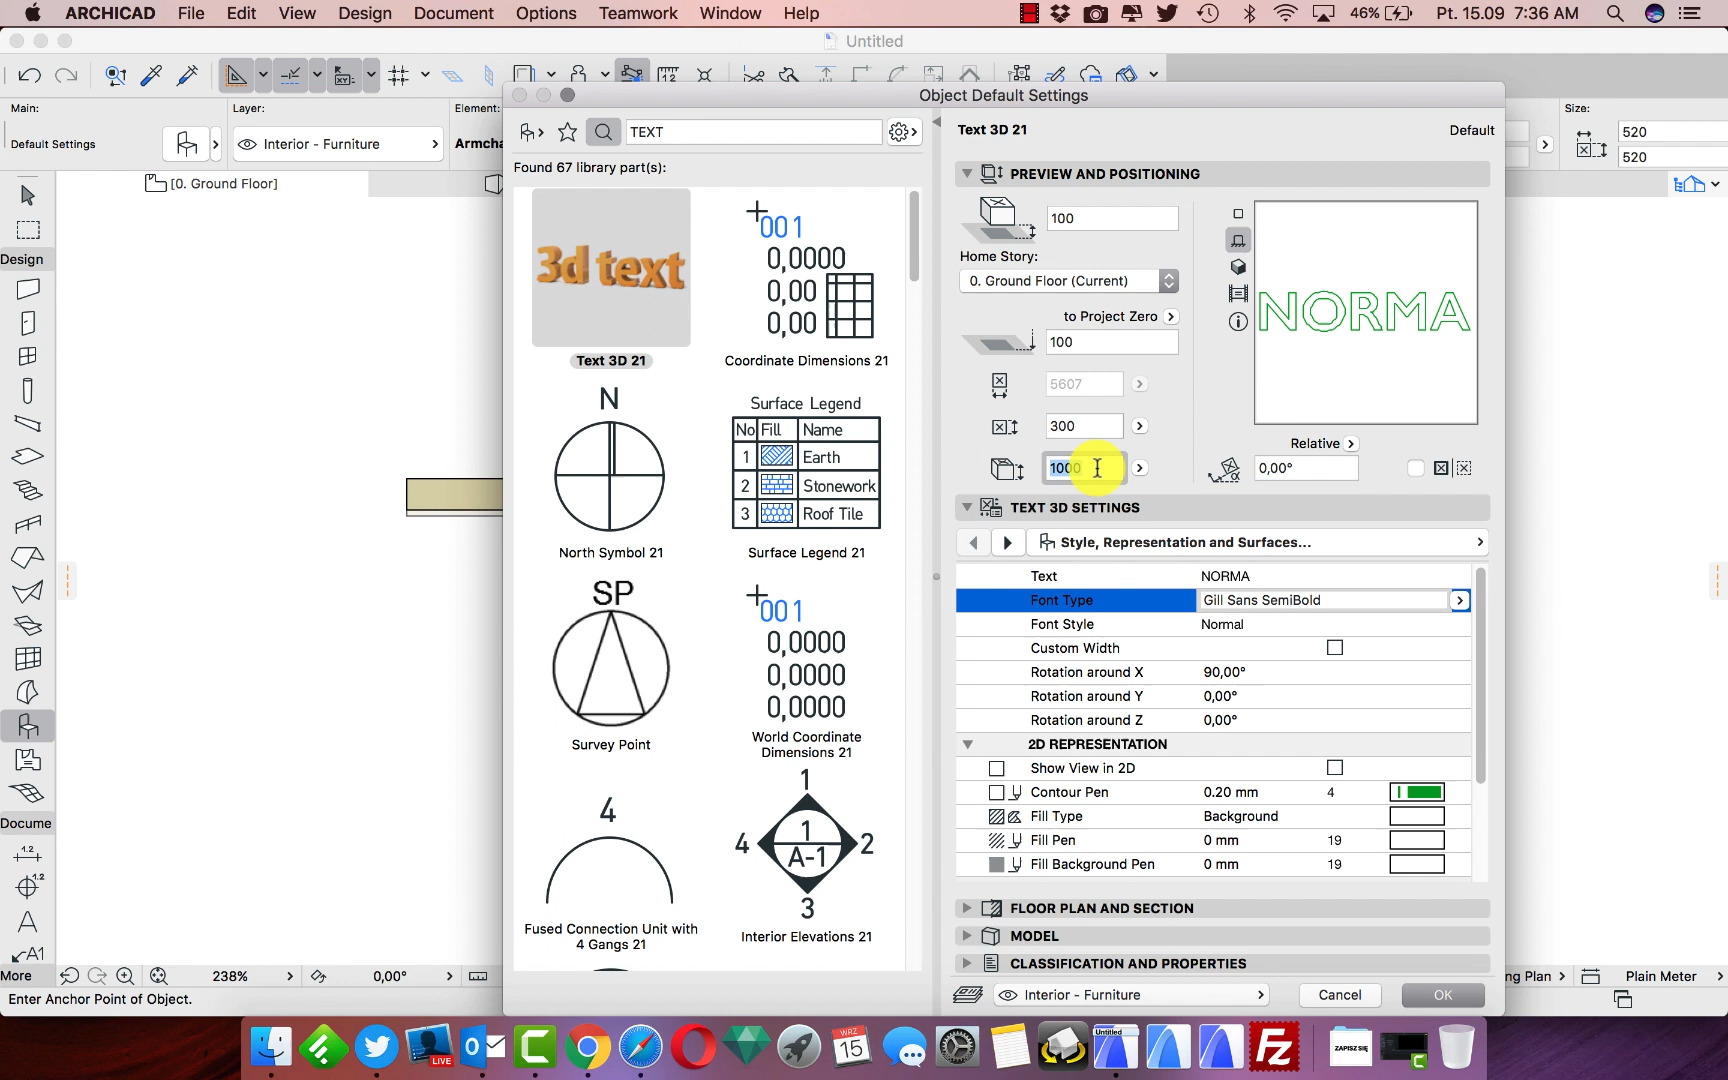 ARCHICAD File Edit View Design Document Options Teamwork Window Help 46% Pt. 15.09 7:36 AM
Untitled
Main: Layer: Element: Size:
Default Settings Interior - Furniture Armcha 520
520
[0. Ground Floor]
Object Default Settings
TEXT
Found 67 library part(s):
3d text
Text 3D 21
001
0,0000
0,00
0,00
Coordinate Dimensions 21
N
North Symbol 21
Surface Legend
No Fill Name
1 Earth
2 Stonework
3 Roof Tile
Surface Legend 21
SP
Survey Point
001
0,0000
0,0000
0,0000
World Coordinate
Dimensions 21
4
Fused Connection Unit with
4 Gangs 21
1
4 1 2
A-1
3
Interior Elevations 21
Text 3D 21 Default
PREVIEW AND POSITIONING
100
Home Story:
0. Ground Floor (Current)
to Project Zero
100
5607
300
1000
NORMA
Relative
0,00°
TEXT 3D SETTINGS
Style, Representation and Surfaces...
Text NORMA
Font Type Gill Sans SemiBold
Font Style Normal
Custom Width
Rotation around X 90,00°
Rotation around Y 0,00°
Rotation around Z 0,00°
2D REPRESENTATION
Show View in 2D
Contour Pen 0.20 mm 4
Fill Type Background
Fill Pen 0 mm 19
Fill Background Pen 0 mm 19
FLOOR PLAN AND SECTION
MODEL
CLASSIFICATION AND PROPERTIES
Interior - Furniture Cancel OK
Design
Docume
1.2
1.2
A
A1
More 238% 0,00° ng Plan Plain Meter
Enter Anchor Point of Object.
LIVE
WRZ
15
Untitled
Fz
ZAPISZ SIĘ